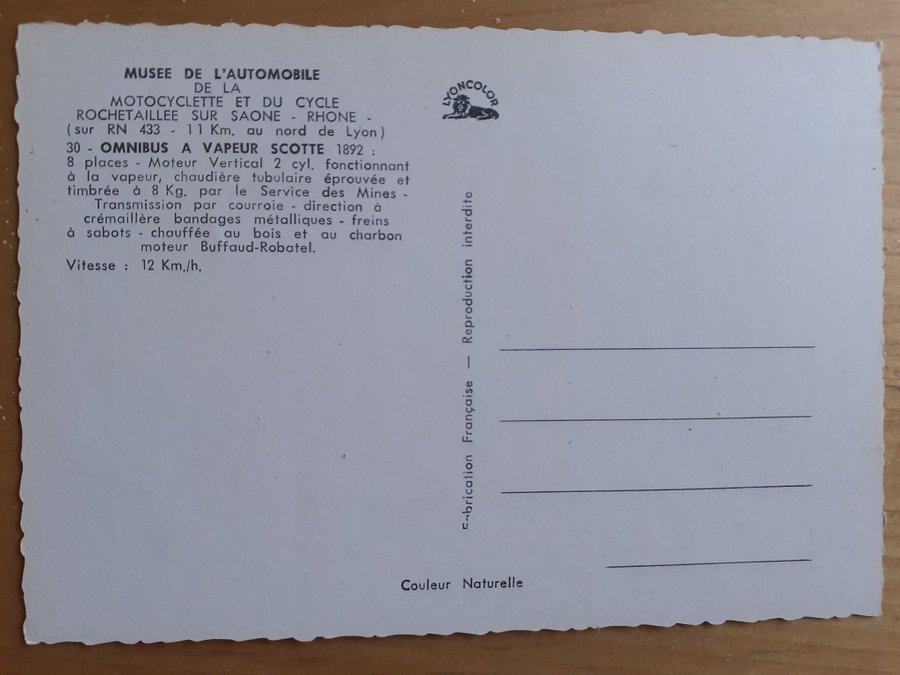 MUSEE DE L'AUTOMOBILE
DE LA
MOTOCYCLETTE ET DU CYCLE
ROCHETAILLEE SUR SAONE - RHONE -
(sur RN 433 - 11 Km. au nord de Lyon)
30 - OMNIBUS A VAPEUR SCOTTE 1892 :
8 places - Moteur Vertical 2 cyl. fonctionnant
à la vapeur, chaudière tubulaire éprouvée et
timbrée à 8 Kg. par le Service des Mines -
Transmission par courroie - direction à
crémaillère bandages métalliques - freins
à sabots - chauffée au bois et au charbon
moteur Buffaud-Robatel.
Vitesse : 12 Km./h.
LYONCOLOR
Fabrication Française — Reproduction interdite
Couleur Naturelle